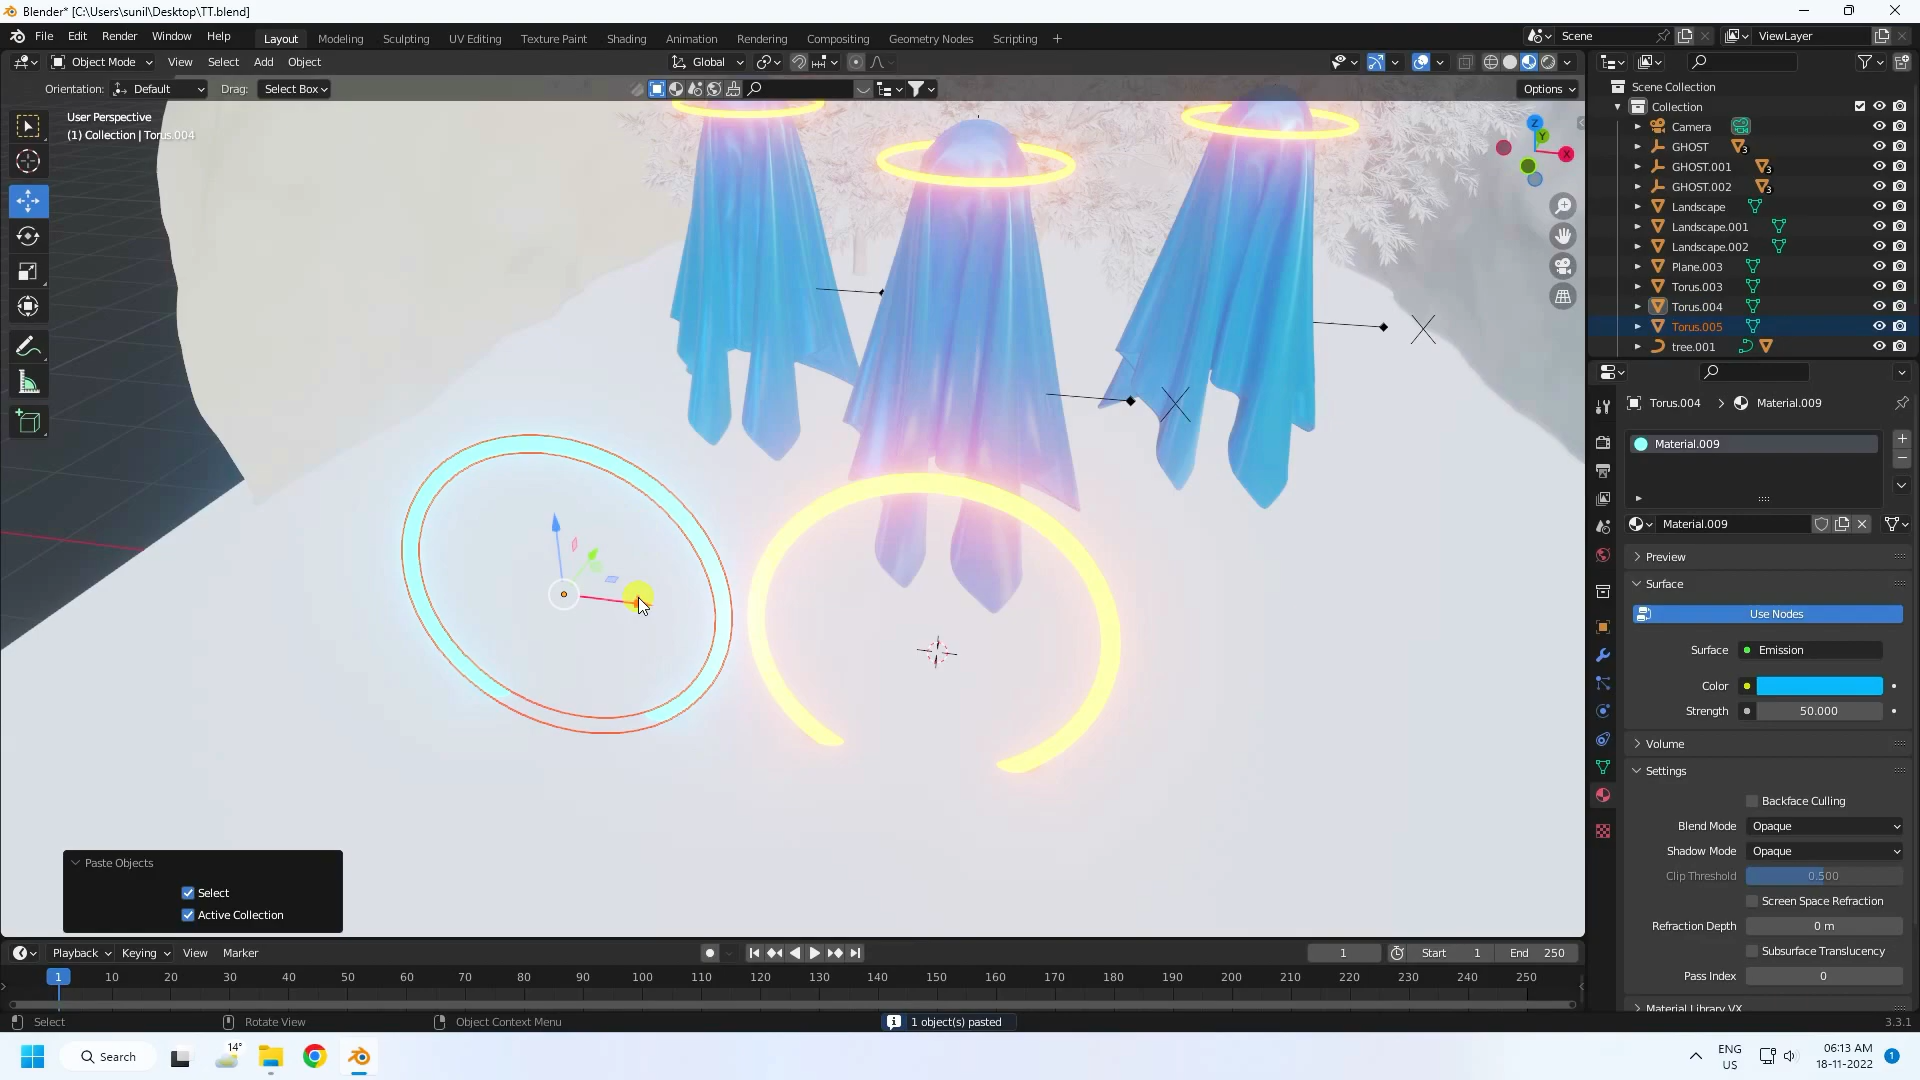 Blender* [C:\Users\sunil\Desktop\TT.blend]
File Edit Render Window Help
Layout Modeling Sculpting UV Editing Texture Paint Shading Animation Rendering Compositing Geometry Nodes Scripting +
Scene
ViewLayer
Object Mode View Select Add Object
Global
Orientation: Default Drag: Select Box
Options
User Perspective
(1) Collection | Torus.004
Z
Y
X
Scene Collection
Collection
Camera
GHOST 3
GHOST.001 3
GHOST.002 3
Landscape
Landscape.001
Landscape.002
Plane.003
Torus.003
Torus.004
Torus.005
tree.001
Torus.004 > Material.009
Material.009
Material.009
Preview
Surface
Use Nodes
Surface Emission
Color
Strength 50.000
Volume
Settings
Backface Culling
Blend Mode Opaque
Shadow Mode Opaque
Clip Threshold 0.500
Screen Space Refraction
Refraction Depth 0 m
Subsurface Translucency
Pass Index 0
Material Library VX
Paste Objects
Select
Active Collection
Playback Keying View Marker
1 Start 1 End 250
1 10 20 30 40 50 60 70 80 90 100 110 120 130 140 150 160 170 180 190 200 210 220 230 240 250
Select Rotate View Object Context Menu
1 object(s) pasted
3.3.1
Search
14°
ENG
US
06:13 AM
18-11-2022
1